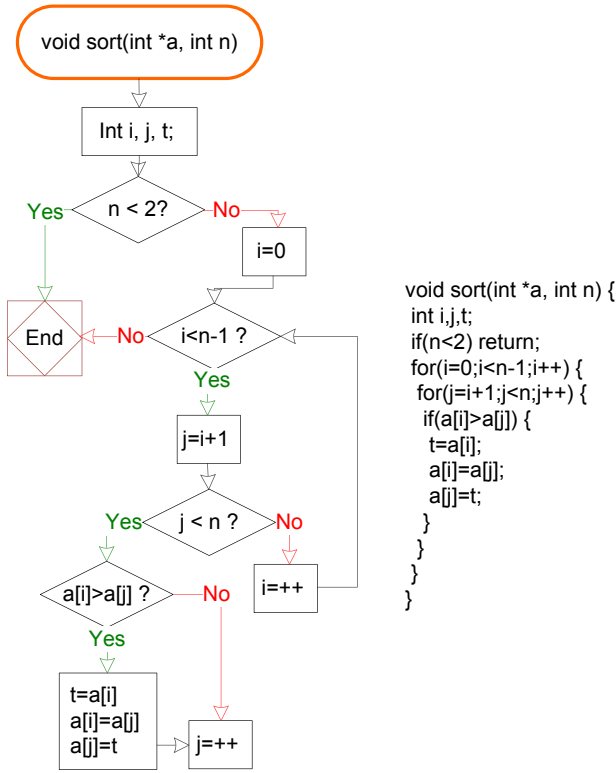 void sort(int *a, int n)
Int i, j, t;
n < 2?
Yes
No
i=0
End
No
i<n-1 ?
Yes
j=i+1
j < n ?
Yes
No
i=++
a[i]>a[j] ?
No
Yes
t=a[i]
a[i]=a[j]
a[j]=t
j=++
void sort(int *a, int n) {
int i,j,t;
if(n<2) return;
for(i=0;i<n-1;i++) {
for(j=i+1;j<n;j++) {
if(a[i]>a[j]) {
t=a[i];
a[i]=a[j];
a[j]=t;
}
}
}
}